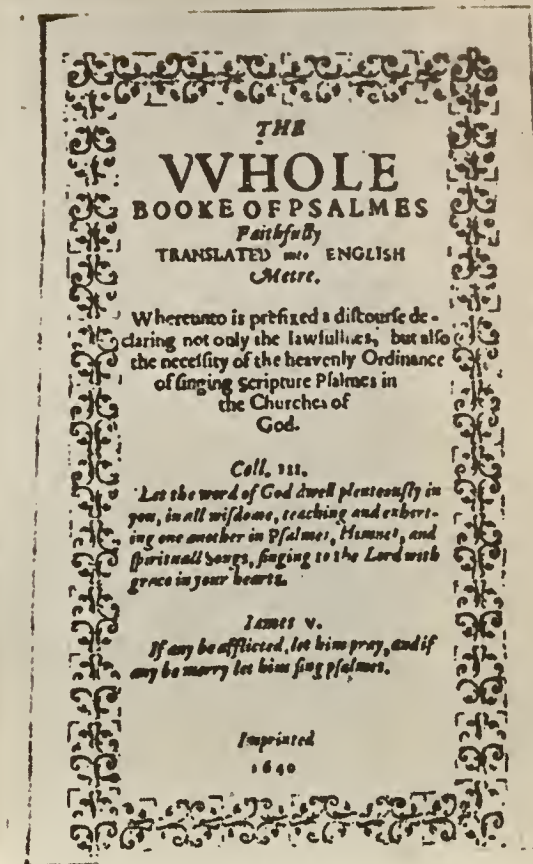 THE
VVHOLE
BOOKE OF PSALMES
Faithfully
TRANSLATED into ENGLISH
Metre.
Whereunto is prefixed a discourse de-
claring not only the lawfullnes, but also
the necessity of the heavenly Ordinance
of singing Scripture Psalmes in
the Churches of
God.
Coll. III.
Let the word of God dwell plenteously in
you, in all wisdome, teaching and exhort-
ing one another in Psalmes, Himnes, and
spirituall Songs, singing to the Lord with
grace in your hearts.
Iames V.
If any be afflicted, let him pray, and if
any be merry let him sing psalmes.
Imprinted
1640